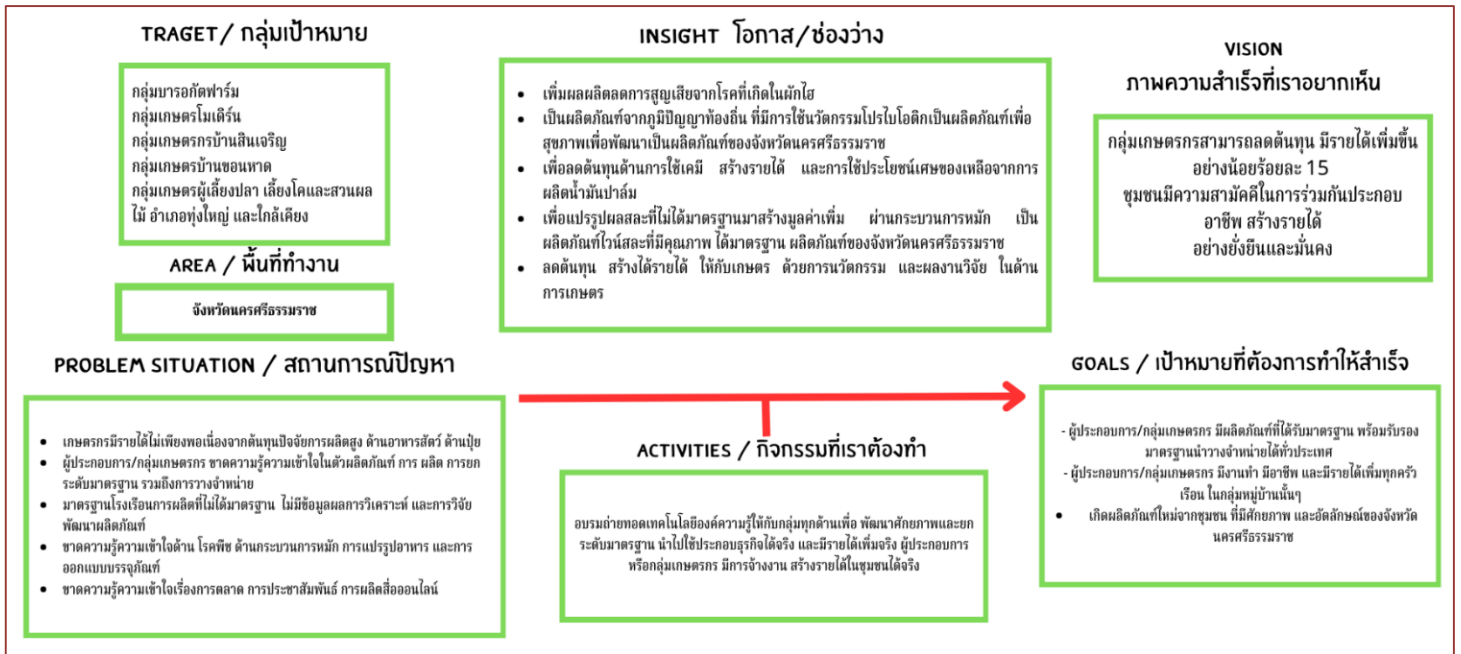 TRAGET/ กลุ่มเป้าหมาย
กลุ่มบารอกัตฟาร์ม
กลุ่มเกษตรโมเดิร์น
กลุ่มเกษตรกรบ้านสินเจริญ
กลุ่มเกษตรบ้านขอนหาด
กลุ่มเกษตรผู้เลี้ยงปลา เลี้ยงโคและสวนผล
ไม้ อำเภอทุ่งใหญ่ และใกล้เคียง
AREA / พื้นที่ทำงาน
จังหวัดนครศรีธรรมราช
INSIGHT โอกาส/ช่องว่าง
• เพิ่มผลผลิตลดการสูญเสียจากโรคที่เกิดในผักไฮ
• เป็นผลิตภัณฑ์จากภูมิปัญญาท้องถิ่น ที่มีการใช้นวัตกรรมโปรไบโอติกเป็นผลิตภัณฑ์เพื่อ
สุขภาพเพื่อพัฒนาเป็นผลิตภัณฑ์ของจังหวัดนครศรีธรรมราช
• เพื่อลดต้นทุนด้านการใช้เคมี สร้างรายได้ และการใช้ประโยชน์เศษของเหลือจากการ
ผลิตน้ำมันปาล์ม
• เพื่อแปรรูปผลสละที่ไม่ได้มาตรฐานมาสร้างมูลค่าเพิ่ม ผ่านกระบวนการหมัก เป็น
ผลิตภัณฑ์ไวน์สละที่มีคุณภาพ ได้มาตรฐาน ผลิตภัณฑ์ของจังหวัดนครศรีธรรมราช
• ลดต้นทุน สร้างได้รายได้ ให้กับเกษตร ด้วยการนวัตกรรม และผลงานวิจัย ในด้าน
การเกษตร
VISION
ภาพความสำเร็จที่เราอยากเห็น
กลุ่มเกษตรกรสามารถลดต้นทุน มีรายได้เพิ่มขึ้น
อย่างน้อยร้อยละ 15
ชุมชนมีความสามัคคีในการร่วมกันประกอบ
อาชีพ สร้างรายได้
อย่างยั่งยืนและมั่นคง
PROBLEM SITUATION / สถานการณ์ปัญหา
• เกษตรกรมีรายได้ไม่เพียงพอเนื่องจากต้นทุนปัจจัยการผลิตสูง ด้านอาหารสัตว์ ด้านปุ๋ย
• ผู้ประกอบการ/กลุ่มเกษตรกร ขาดความรู้ความเข้าใจในตัวผลิตภัณฑ์ การ ผลิต การยก
ระดับมาตรฐาน รวมถึงการวางจำหน่าย
• มาตรฐานโรงเรือนการผลิตที่ไม่ได้มาตรฐาน ไม่มีข้อมูลผลการวิเคราะห์ และการวิจัย
พัฒนาผลิตภัณฑ์
• ขาดความรู้ความเข้าใจด้าน โรคพืช ด้านกระบวนการหมัก การแปรรูปอาหาร และการ
ออกแบบบรรจุภัณฑ์
• ขาดความรู้ความเข้าใจเรื่องการตลาด การประชาสัมพันธ์ การผลิตสื่อออนไลน์
ACTIVITIES / กิจกรรมที่เราต้องทำ
อบรมถ่ายทอดเทคโนโลยีองค์ความรู้ให้กับกลุ่มทุกด้านเพื่อ พัฒนาศักยภาพและยก
ระดับมาตรฐาน นำไปใช้ประกอบธุรกิจได้จริง และมีรายได้เพิ่มจริง ผู้ประกอบการ
หรือกลุ่มเกษตรกร มีการจ้างงาน สร้างรายได้ในชุมชนได้จริง
GOALS / เป้าหมายที่ต้องการทำให้สำเร็จ
- ผู้ประกอบการ/กลุ่มเกษตรกร มีผลิตภัณฑ์ที่ได้รับมาตรฐาน พร้อมรับรอง
มาตรฐานนำวางจำหน่ายได้ทั่วประเทศ
- ผู้ประกอบการ/กลุ่มเกษตรกร มีงานทำ มีอาชีพ และมีรายได้เพิ่มทุกครัว
เรือน ในกลุ่มหมู่บ้านนั้นๆ
• เกิดผลิตภัณฑ์ใหม่จากชุมชน ที่มีศักยภาพ และอัตลักษณ์ของจังหวัด
นครศรีธรรมราช